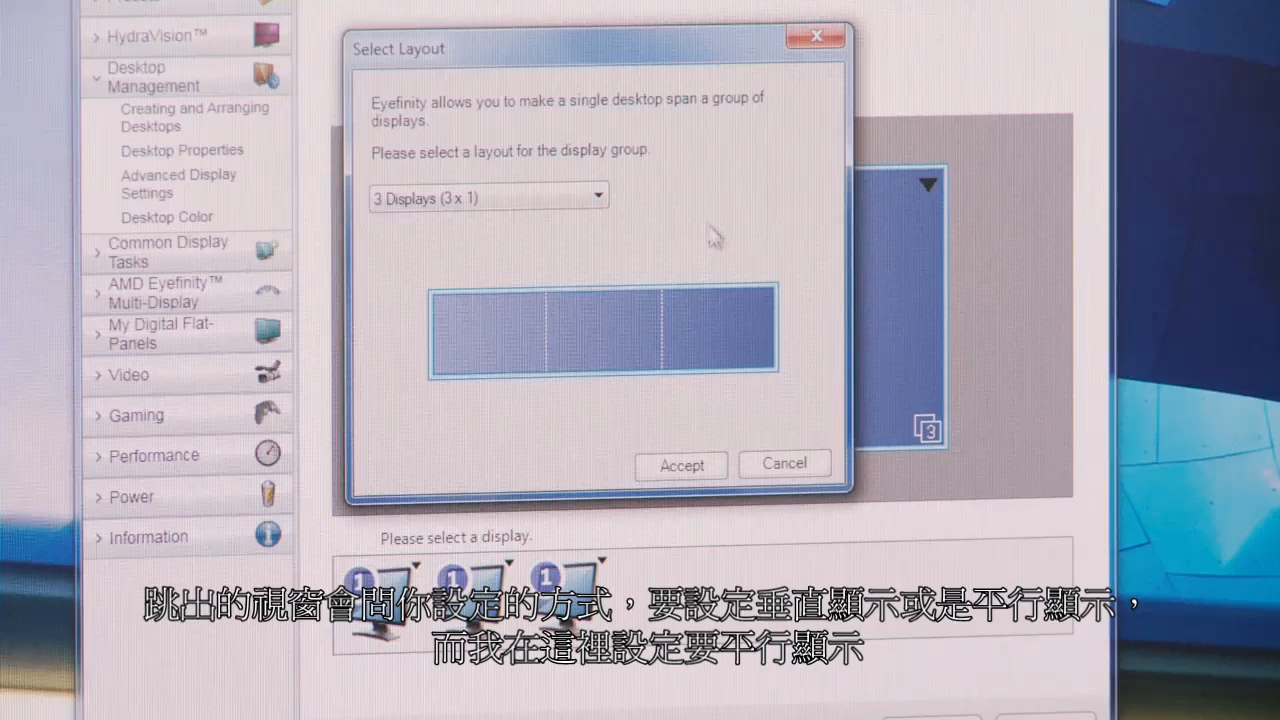 HydraVision™
Desktop
Management
Creating and Arranging
Desktops
Desktop Properties
Advanced Display
Settings
Desktop Color
Common Display
Tasks
AMD Eyefinity™
Multi-Display
My Digital Flat-
Panels
Video
Gaming
Performance
Power
Information
Select Layout
Eyefinity allows you to make a single desktop span a group of
displays.
Please select a layout for the display group.
3 Displays (3 x 1)
Accept
Cancel
3
Please select a display.
1
1
1
跳出的視窗會問你設定的方式，要設定垂直顯示或是平行顯示，
而我在這裡設定要平行顯示